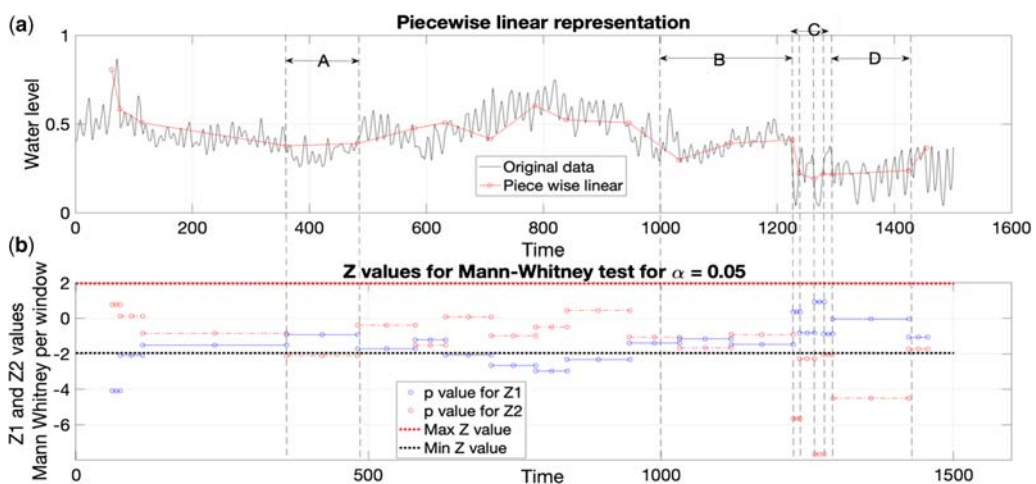 (a)
Piecewise linear representation
C
1
A
B
D
Water level
0.5
Original data
Piece wise linear
1
0 200 400 600 800 1000 1200 1400 1600
Time
(b)
Z values for Mann-Whitney test for α = 0.05
Z1 and Z2 values
Mann Whitney per window
2
0
-2
-4
-6
p value for Z1
p value for Z2
Max Z value
Min Z value
0 500 1000 1500
Time